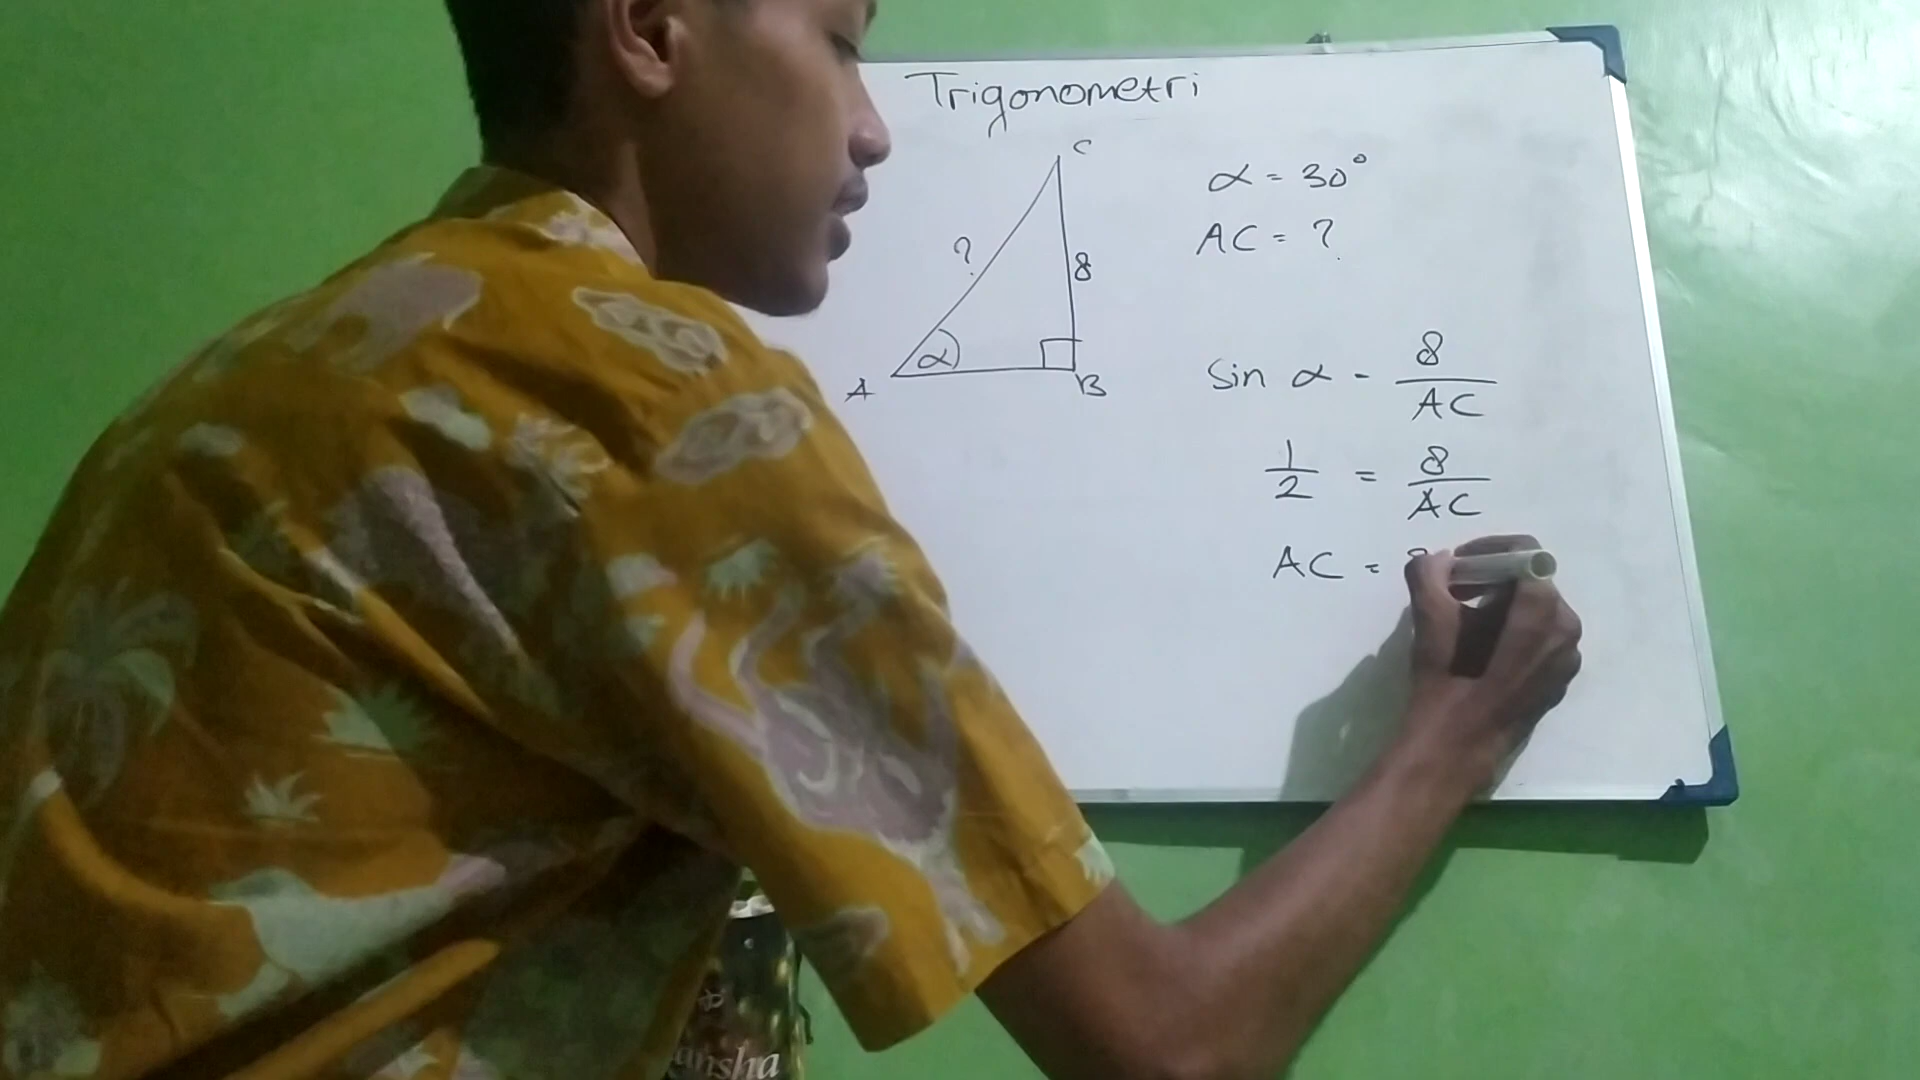 Trigonometri
C
α = 30°
AC = ?
?
8
α
A
B
sin α = 8/AC
1/2 = 8/AC
AC =